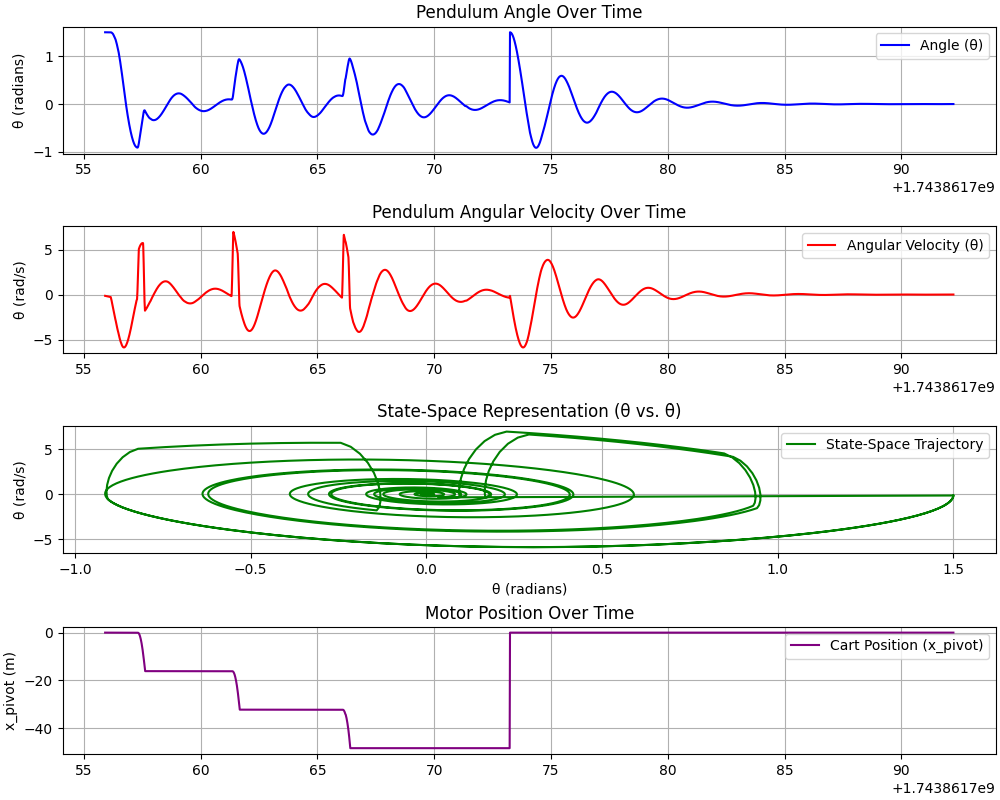 Pendulum Angle Over Time
θ (radians)
1
0
−1
Angle (θ)
55 60 65 70 75 80 85 90
+1.7438617e9
Pendulum Angular Velocity Over Time
θ (rad/s)
5
0
−5
Angular Velocity (θ)
55 60 65 70 75 80 85 90
+1.7438617e9
State-Space Representation (θ vs. θ)
θ (rad/s)
5
0
−5
State-Space Trajectory
−1.0 −0.5 0.0 0.5 1.0 1.5
θ (radians)
Motor Position Over Time
x_pivot (m)
0
−20
−40
Cart Position (x_pivot)
55 60 65 70 75 80 85 90
+1.7438617e9